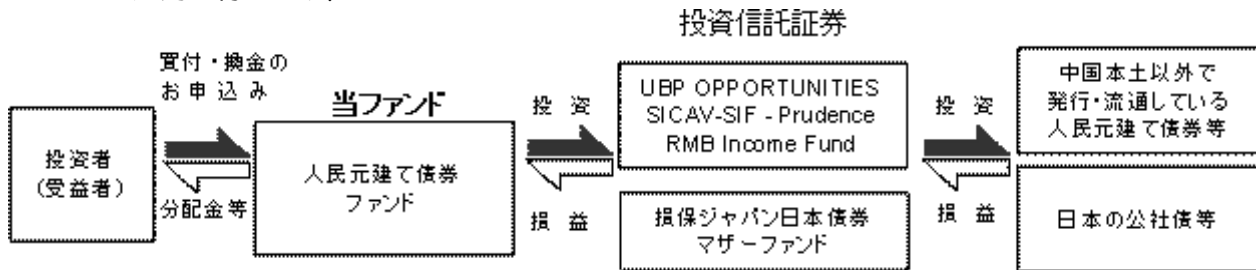 投資信託証券
買付・換金の
お申込み
当ファンド
投資者
(受益者)
分配金等
人民元建て債券
ファンド
投 資
損 益
UBP OPPORTUNITIES
SICAV-SIF - Prudence
RMB Income Fund
損保ジャパン日本債券
マザーファンド
投 資
損 益
中国本土以外で
発行・流通している
人民元建て債券等
日本の公社債等